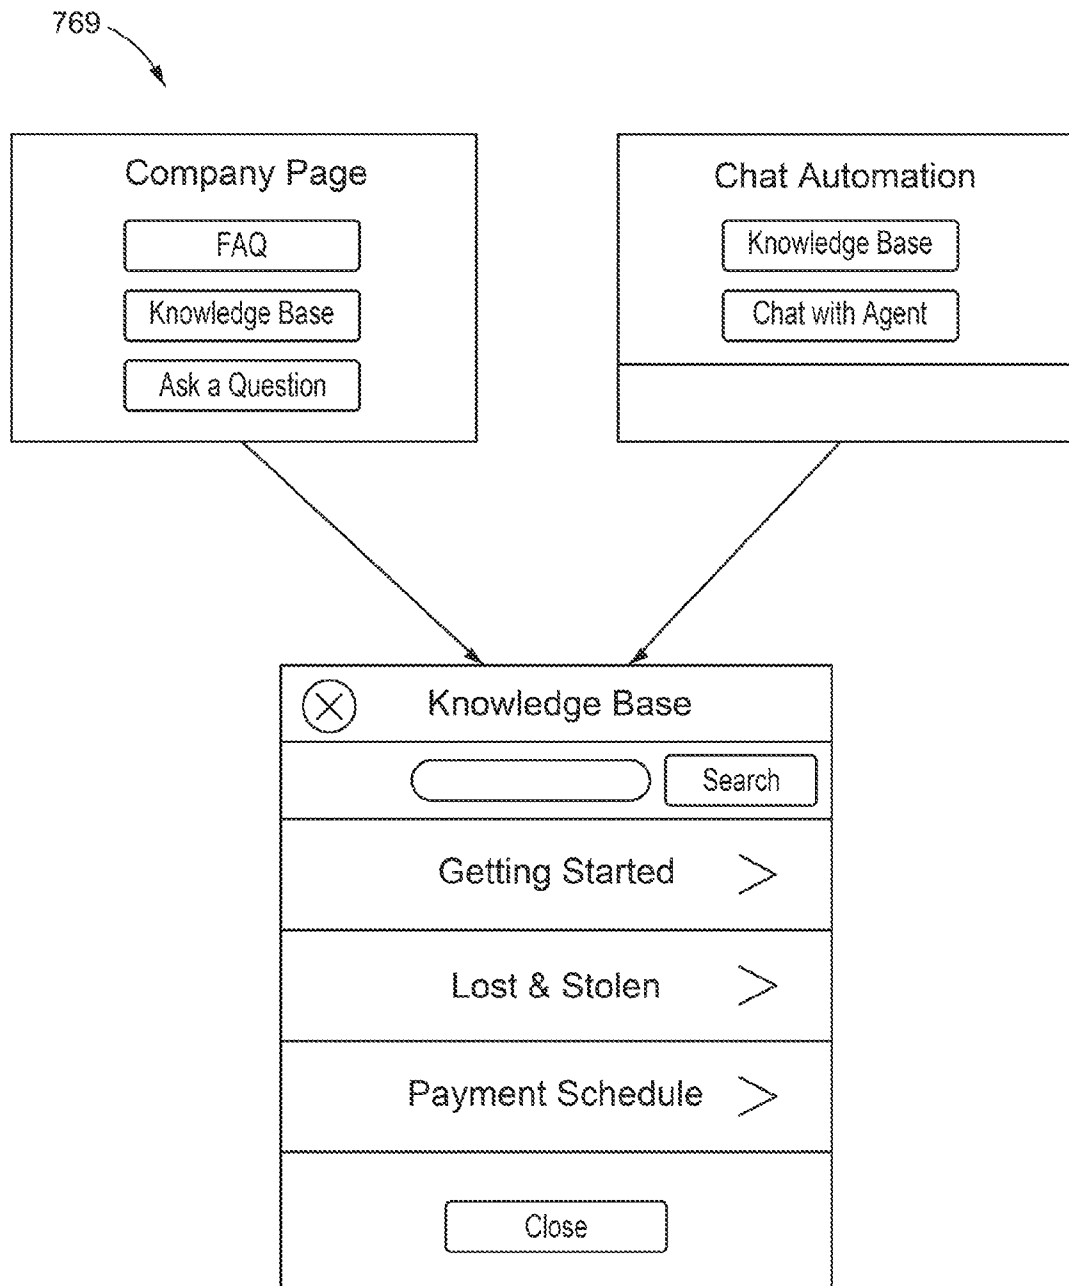 769
Company Page
FAQ
Knowledge Base
Ask a Question
Chat Automation
Knowledge Base
Chat with Agent
Knowledge Base
Search
Getting Started
Lost & Stolen
Payment Schedule
Close